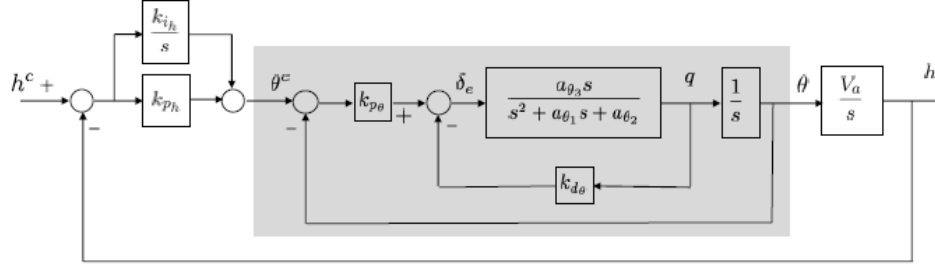 h^c + − k_{i_h}/s k_{p_h} θ^c − k_{p_θ} + − δ_e a_{θ_3}s/(s^2 + a_{θ_1}s + a_{θ_2}) q 1/s θ V_a/s h
k_{d_θ}